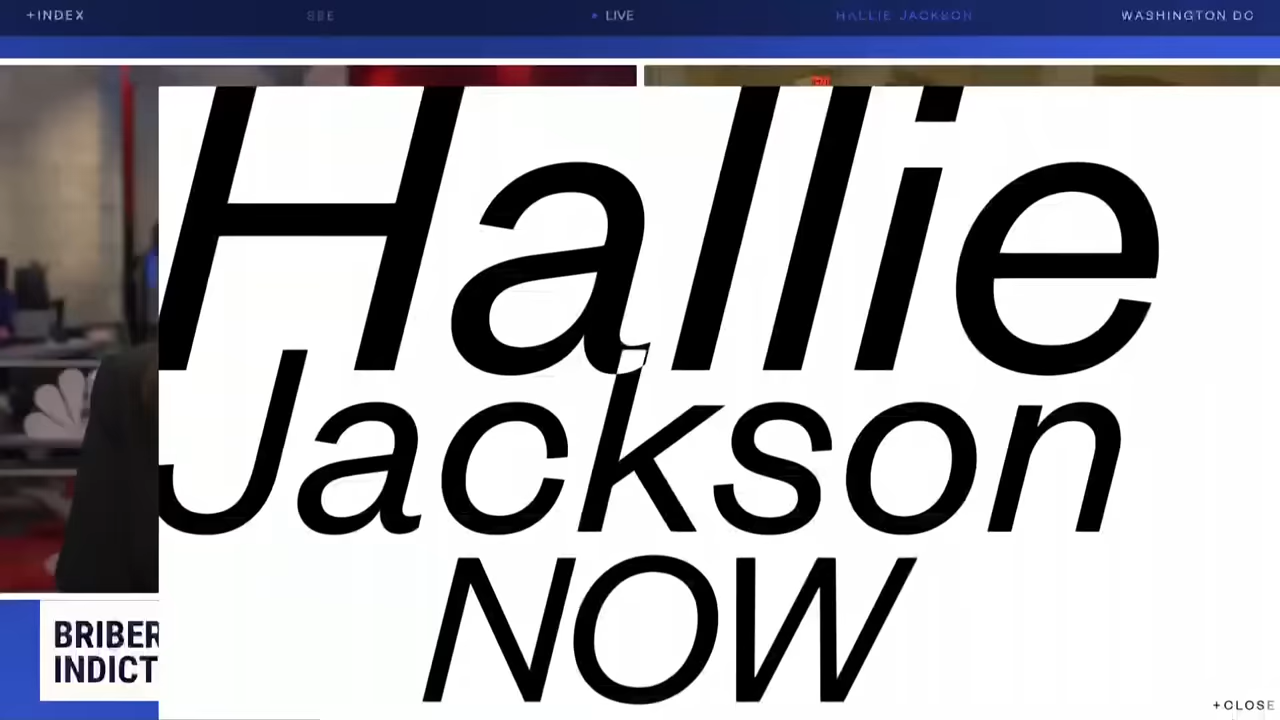 +INDEX
LIVE
HALLIE JACKSON
WASHINGTON DC
Hallie
Jackson
NOW
BRIBER
INDICT
+CLOSE